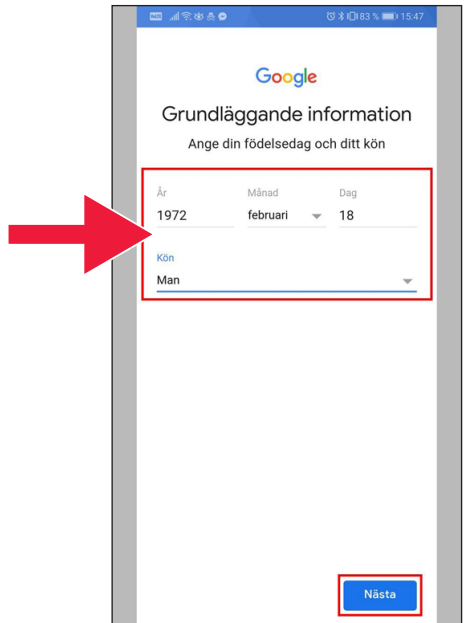 83 % 15:47
Google
Grundläggande information
Ange din födelsedag och ditt kön
År Månad Dag
1972 februari 18
Kön
Man
Nästa